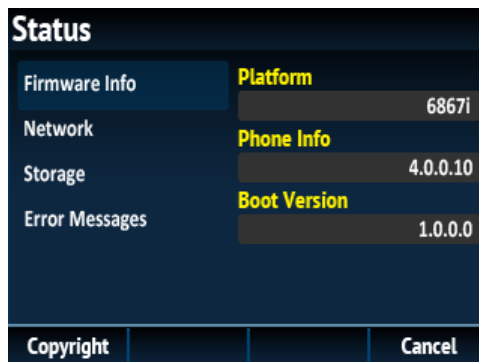 Status
Firmware Info
Network
Storage
Error Messages
Platform
6867i
Phone Info
4.0.0.10
Boot Version
1.0.0.0
Copyright
Cancel